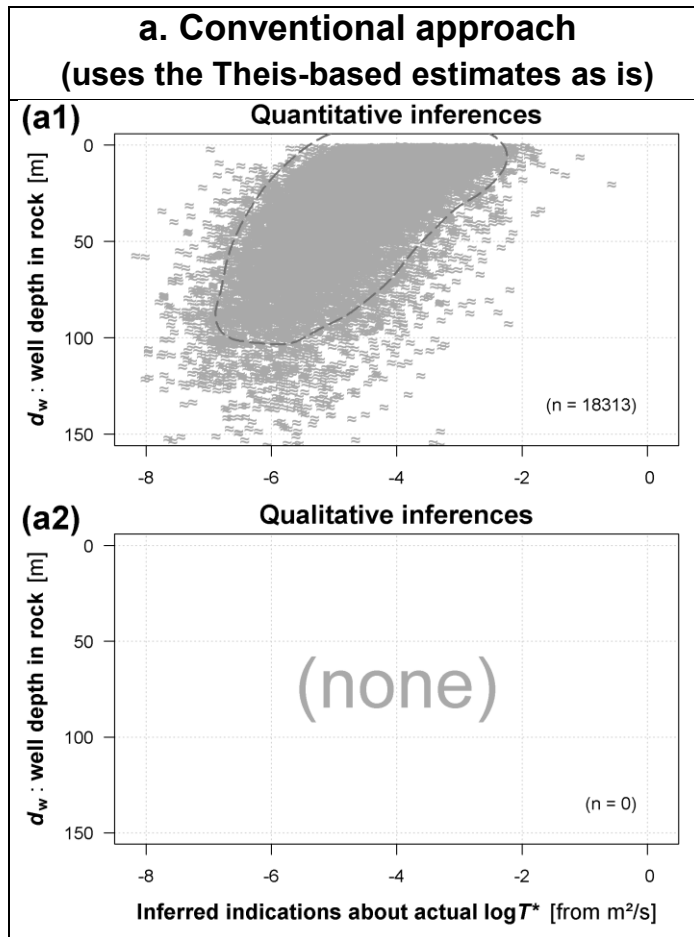 a. Conventional approach
(uses the Theis-based estimates as is)
(a1) Quantitative inferences
0
50
100
150
d_w : well depth in rock [m]
(n = 18313)
-8 -6 -4 -2 0
(a2) Qualitative inferences
0
50
100
150
d_w : well depth in rock [m]
(none)
(n = 0)
-8 -6 -4 -2 0
Inferred indications about actual logT* [from m²/s]